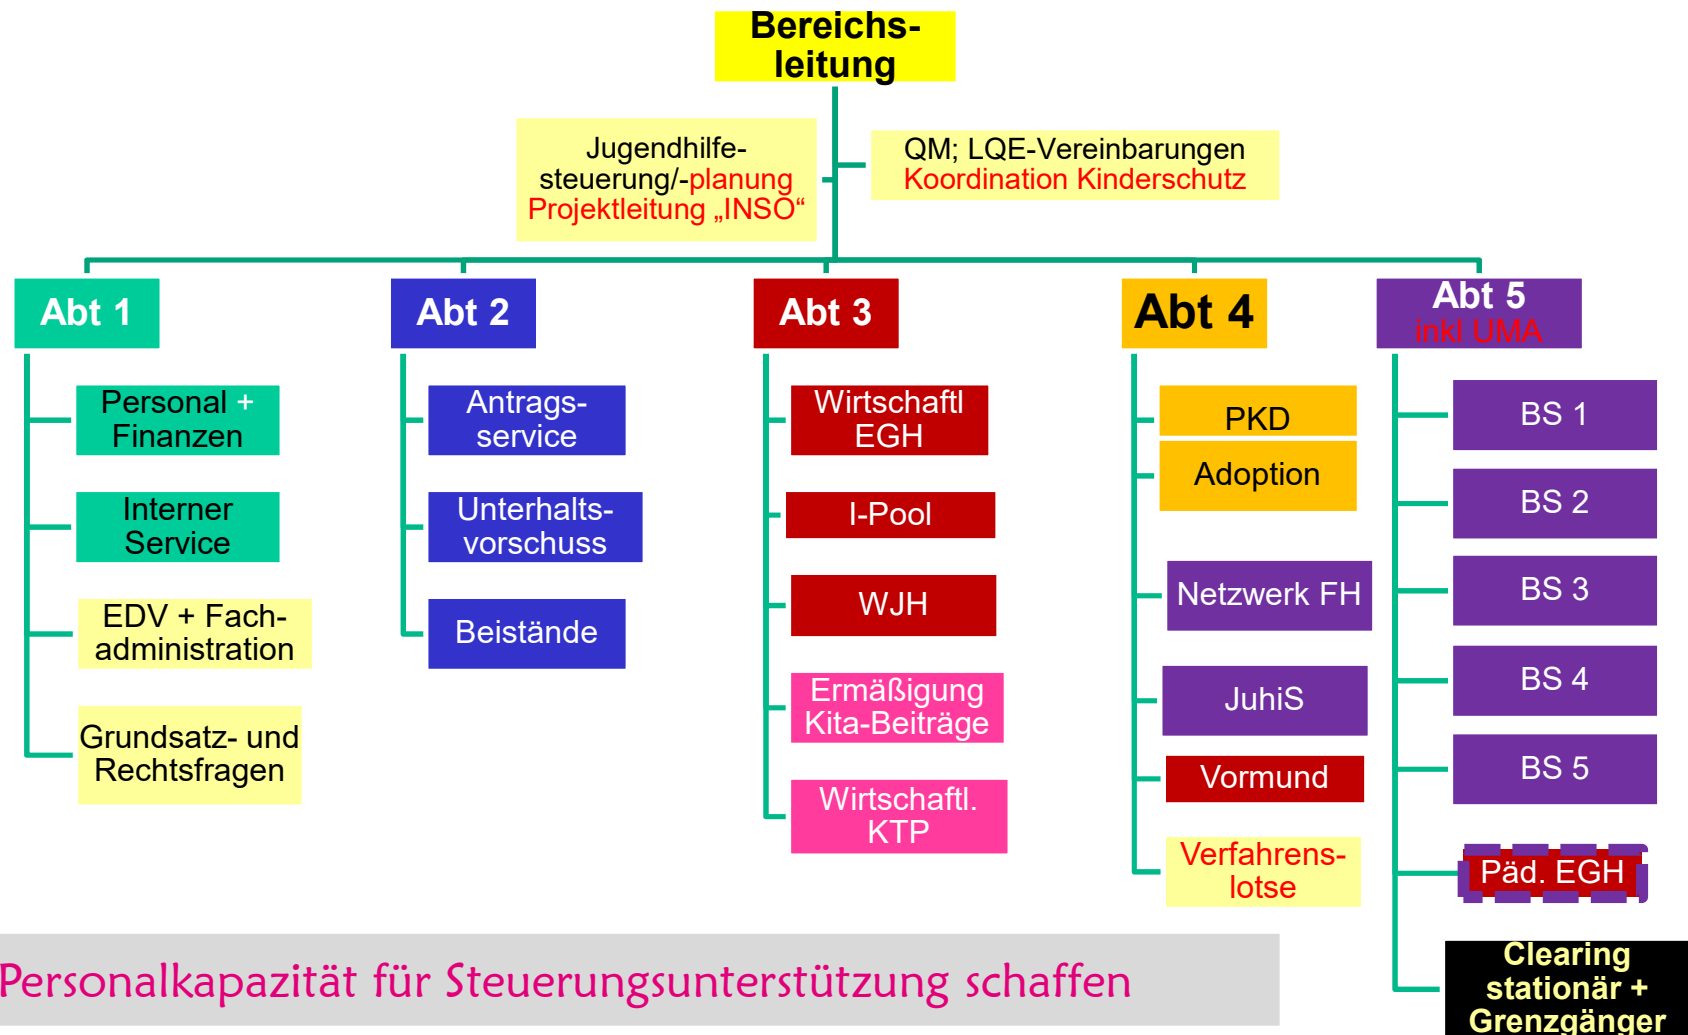 Bereichs-
leitung
Jugendhilfe-
steuerung/-planung
Projektleitung „INSO“
QM; LQE-Vereinbarungen
Koordination Kinderschutz
Abt 1
Personal +
Finanzen
Interner
Service
EDV + Fach-
administration
Grundsatz- und
Rechtsfragen
Abt 2
Antrags-
service
Unterhalts-
vorschuss
Beistände
Abt 3
Wirtschaftl
EGH
I-Pool
WJH
Ermäßigung
Kita-Beiträge
Wirtschaftl.
KTP
Abt 4
PKD
Adoption
Netzwerk FH
JuhiS
Vormund
Verfahrens-
lotse
Abt 5
inkl UMA
BS 1
BS 2
BS 3
BS 4
BS 5
Päd. EGH
Clearing
stationär +
Grenzgänger
Personalkapazität für Steuerungsunterstützung schaffen